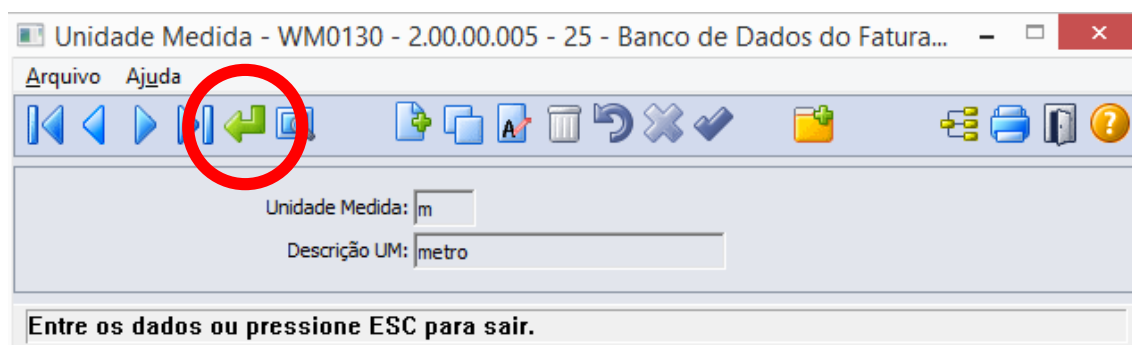 Unidade Medida - WM0130 - 2.00.00.005 - 25 - Banco de Dados do Fatura...
Arquivo Ajuda
Unidade Medida: m
Descrição UM: metro
Entre os dados ou pressione ESC para sair.